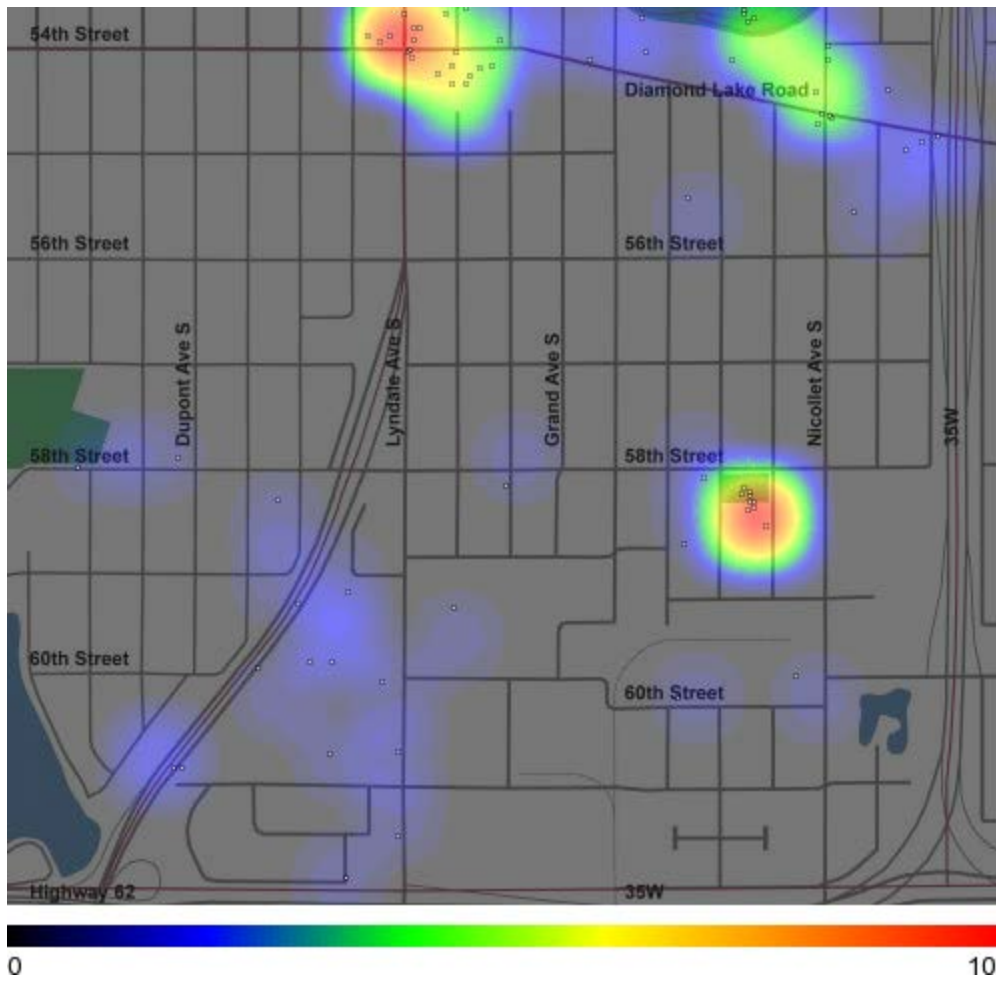 54th Street
Diamond Lake Road
56th Street
56th Street
Dupont Ave S
Lyndale Ave S
Grand Ave S
Nicollet Ave S
35W
58th Street
58th Street
60th Street
60th Street
Highway 62
35W
0
10